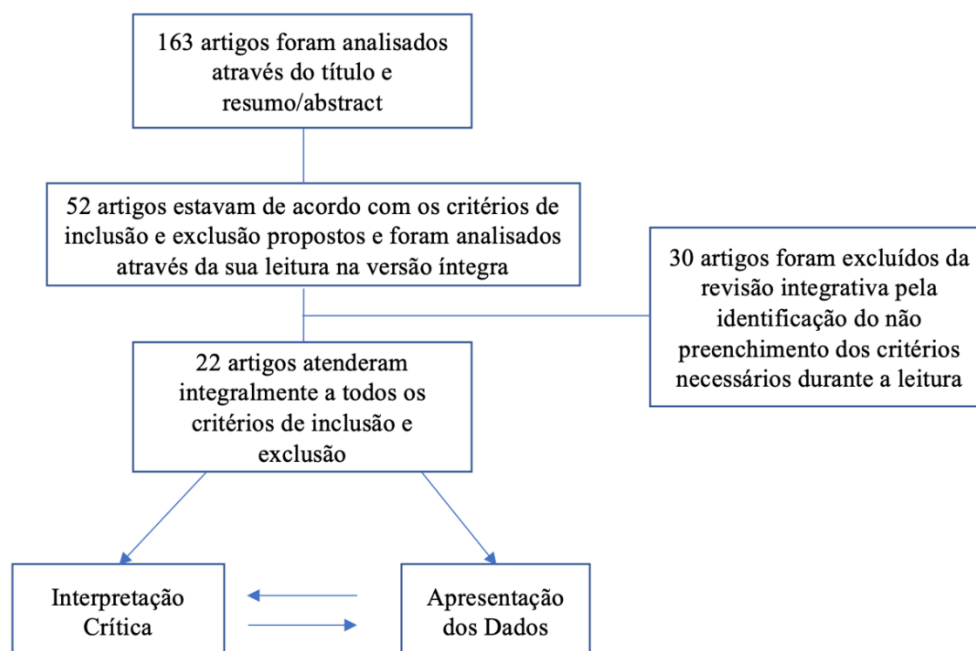 163 artigos foram analisados
através do título e
resumo/abstract
52 artigos estavam de acordo com os critérios de
inclusão e exclusão propostos e foram analisados
através da sua leitura na versão íntegra
30 artigos foram excluídos da
revisão integrativa pela
identificação do não
preenchimento dos critérios
necessários durante a leitura
22 artigos atenderam
integralmente a todos os
critérios de inclusão e
exclusão
Interpretação
Crítica
Apresentação
dos Dados